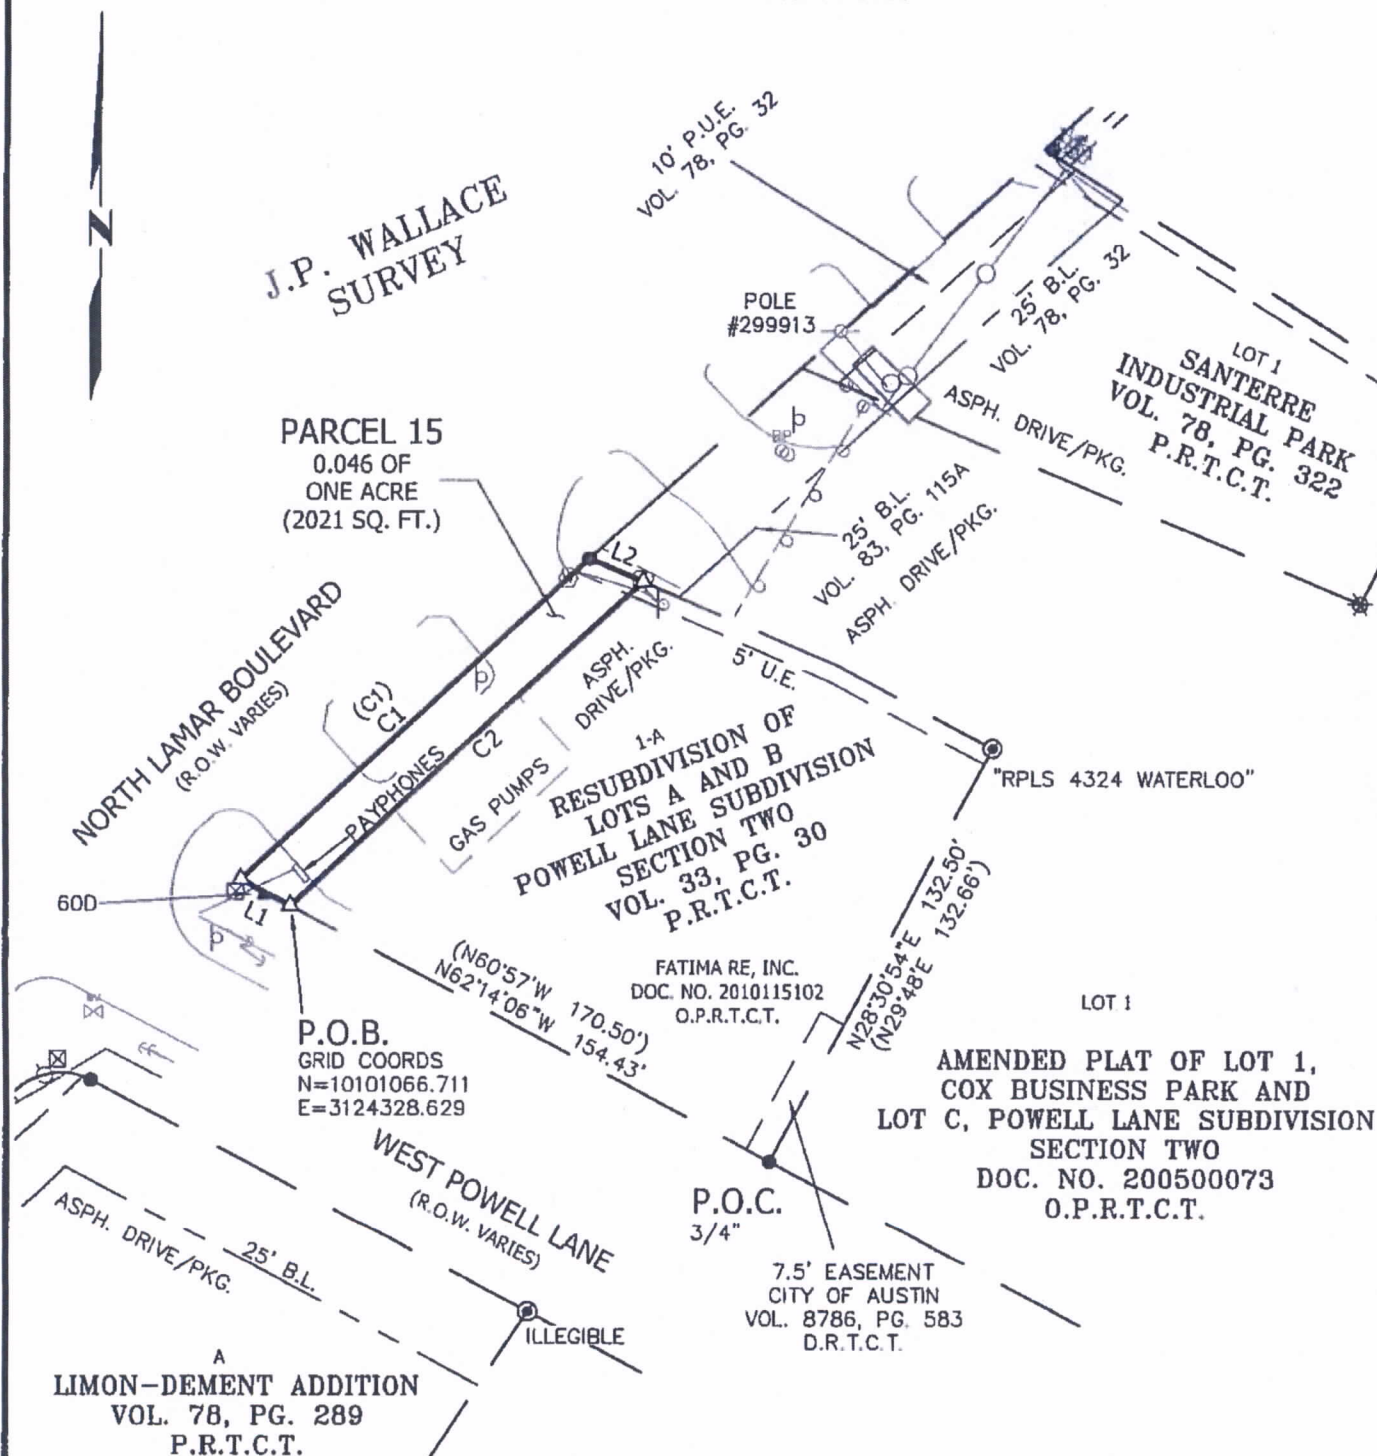 N
J.P. WALLACE
SURVEY
10' P.U.E.
VOL. 78, PG. 32
POLE
#299913
25' B.L.
VOL. 78, PG. 32
LOT 1
SANTERRE
INDUSTRIAL PARK
VOL. 78, PG. 322
P.R.T.C.T.
ASPH. DRIVE/PKG.
PARCEL 15
0.046 OF
ONE ACRE
(2021 SQ. FT.)
BP
L2
25' B.L.
VOL. 83, PG. 115A
ASPH. DRIVE/PKG.
NORTH LAMAR BOULEVARD
(R.O.W. VARIES)
(C1)
C1
C2
PAYPHONES
GAS PUMPS
ASPH.
DRIVE/PKG.
5' U.E.
1-A
RESUBDIVISION OF
LOTS A AND B
POWELL LANE SUBDIVISION
SECTION TWO
VOL. 33, PG. 30
P.R.T.C.T.
"RPLS 4324 WATERLOO"
60D
L1
FATIMA RE, INC.
DOC. NO. 2010115102
O.P.R.T.C.T.
N28°30'54"E 132.50'
(N29°48'E 132.66')
(N60°57'W 170.50')
N62°14'06"W 154.43'
P.O.B.
GRID COORDS
N=10101066.711
E=3124328.629
LOT 1
AMENDED PLAT OF LOT 1,
COX BUSINESS PARK AND
LOT C, POWELL LANE SUBDIVISION
SECTION TWO
DOC. NO. 200500073
O.P.R.T.C.T.
WEST POWELL LANE
(R.O.W. VARIES)
P.O.C.
3/4"
7.5' EASEMENT
CITY OF AUSTIN
VOL. 8786, PG. 583
D.R.T.C.T.
ASPH. DRIVE/PKG.
25' B.L.
ILLEGIBLE
A
LIMON-DEMENT ADDITION
VOL. 78, PG. 289
P.R.T.C.T.